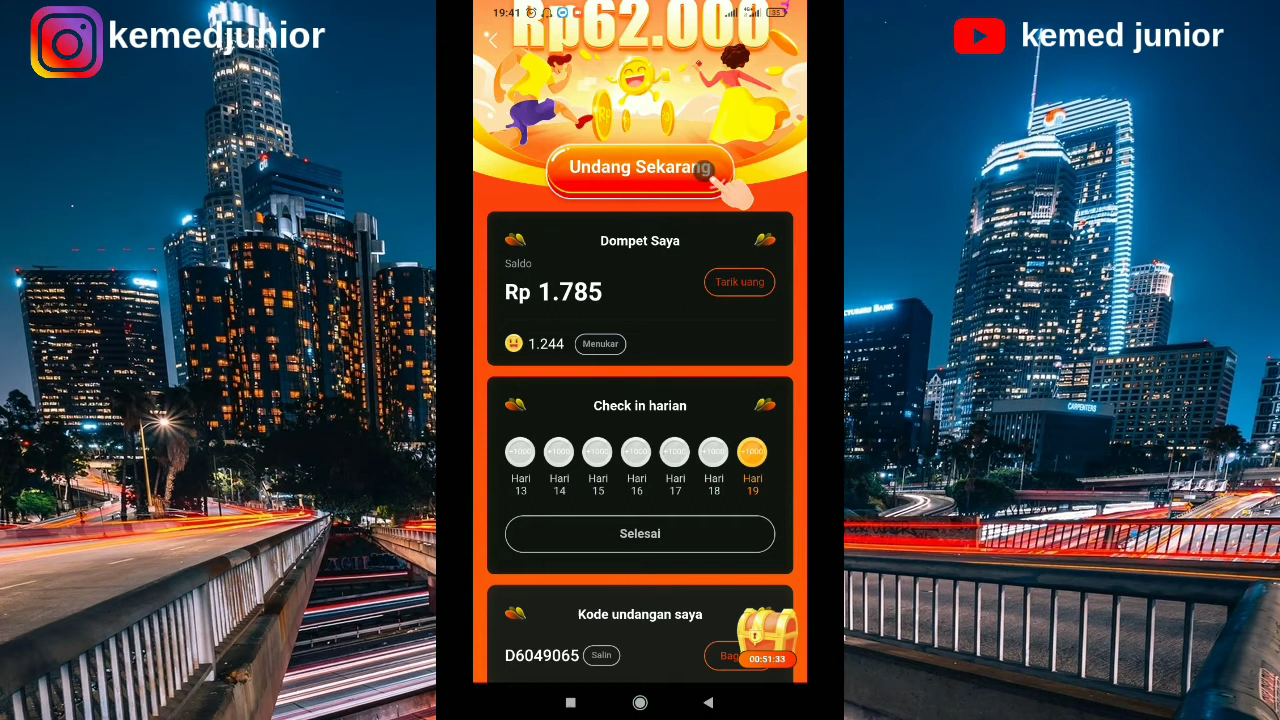 kemedjunior
kemed junior
19:41
35
Rp62.000
Undang Sekarang
Dompet Saya
Saldo
Rp 1.785
Tarik uang
1.244
Menukar
Check in harian
+1000 +1000 +1000 +1000 +1000 +1000 +1000
Hari Hari Hari Hari Hari Hari Hari
13 14 15 16 17 18 19
Selesai
Kode undangan saya
D6049065
Salin
00:51:33
CARPENTERS